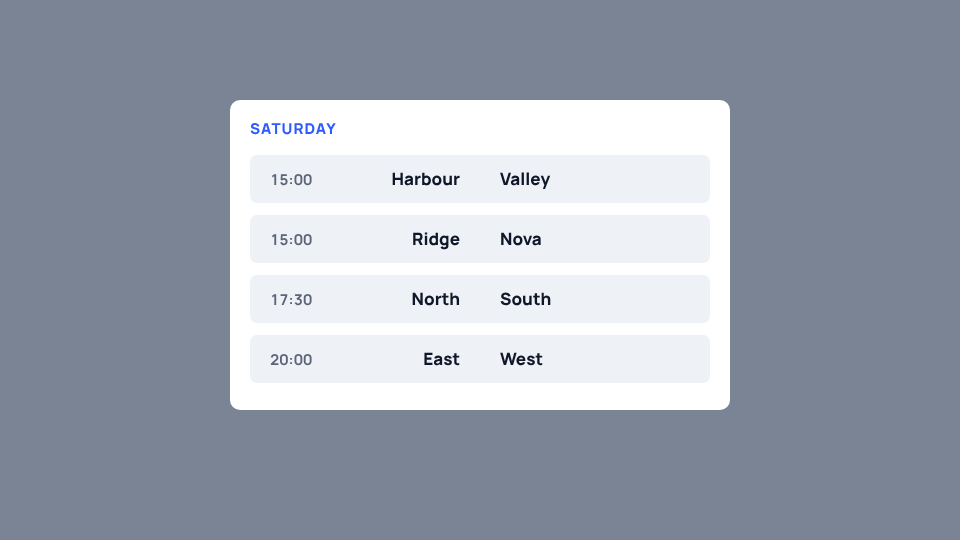 SATURDAY
15:00 Harbour Valley
15:00 Ridge Nova
17:30 North South
20:00 East West